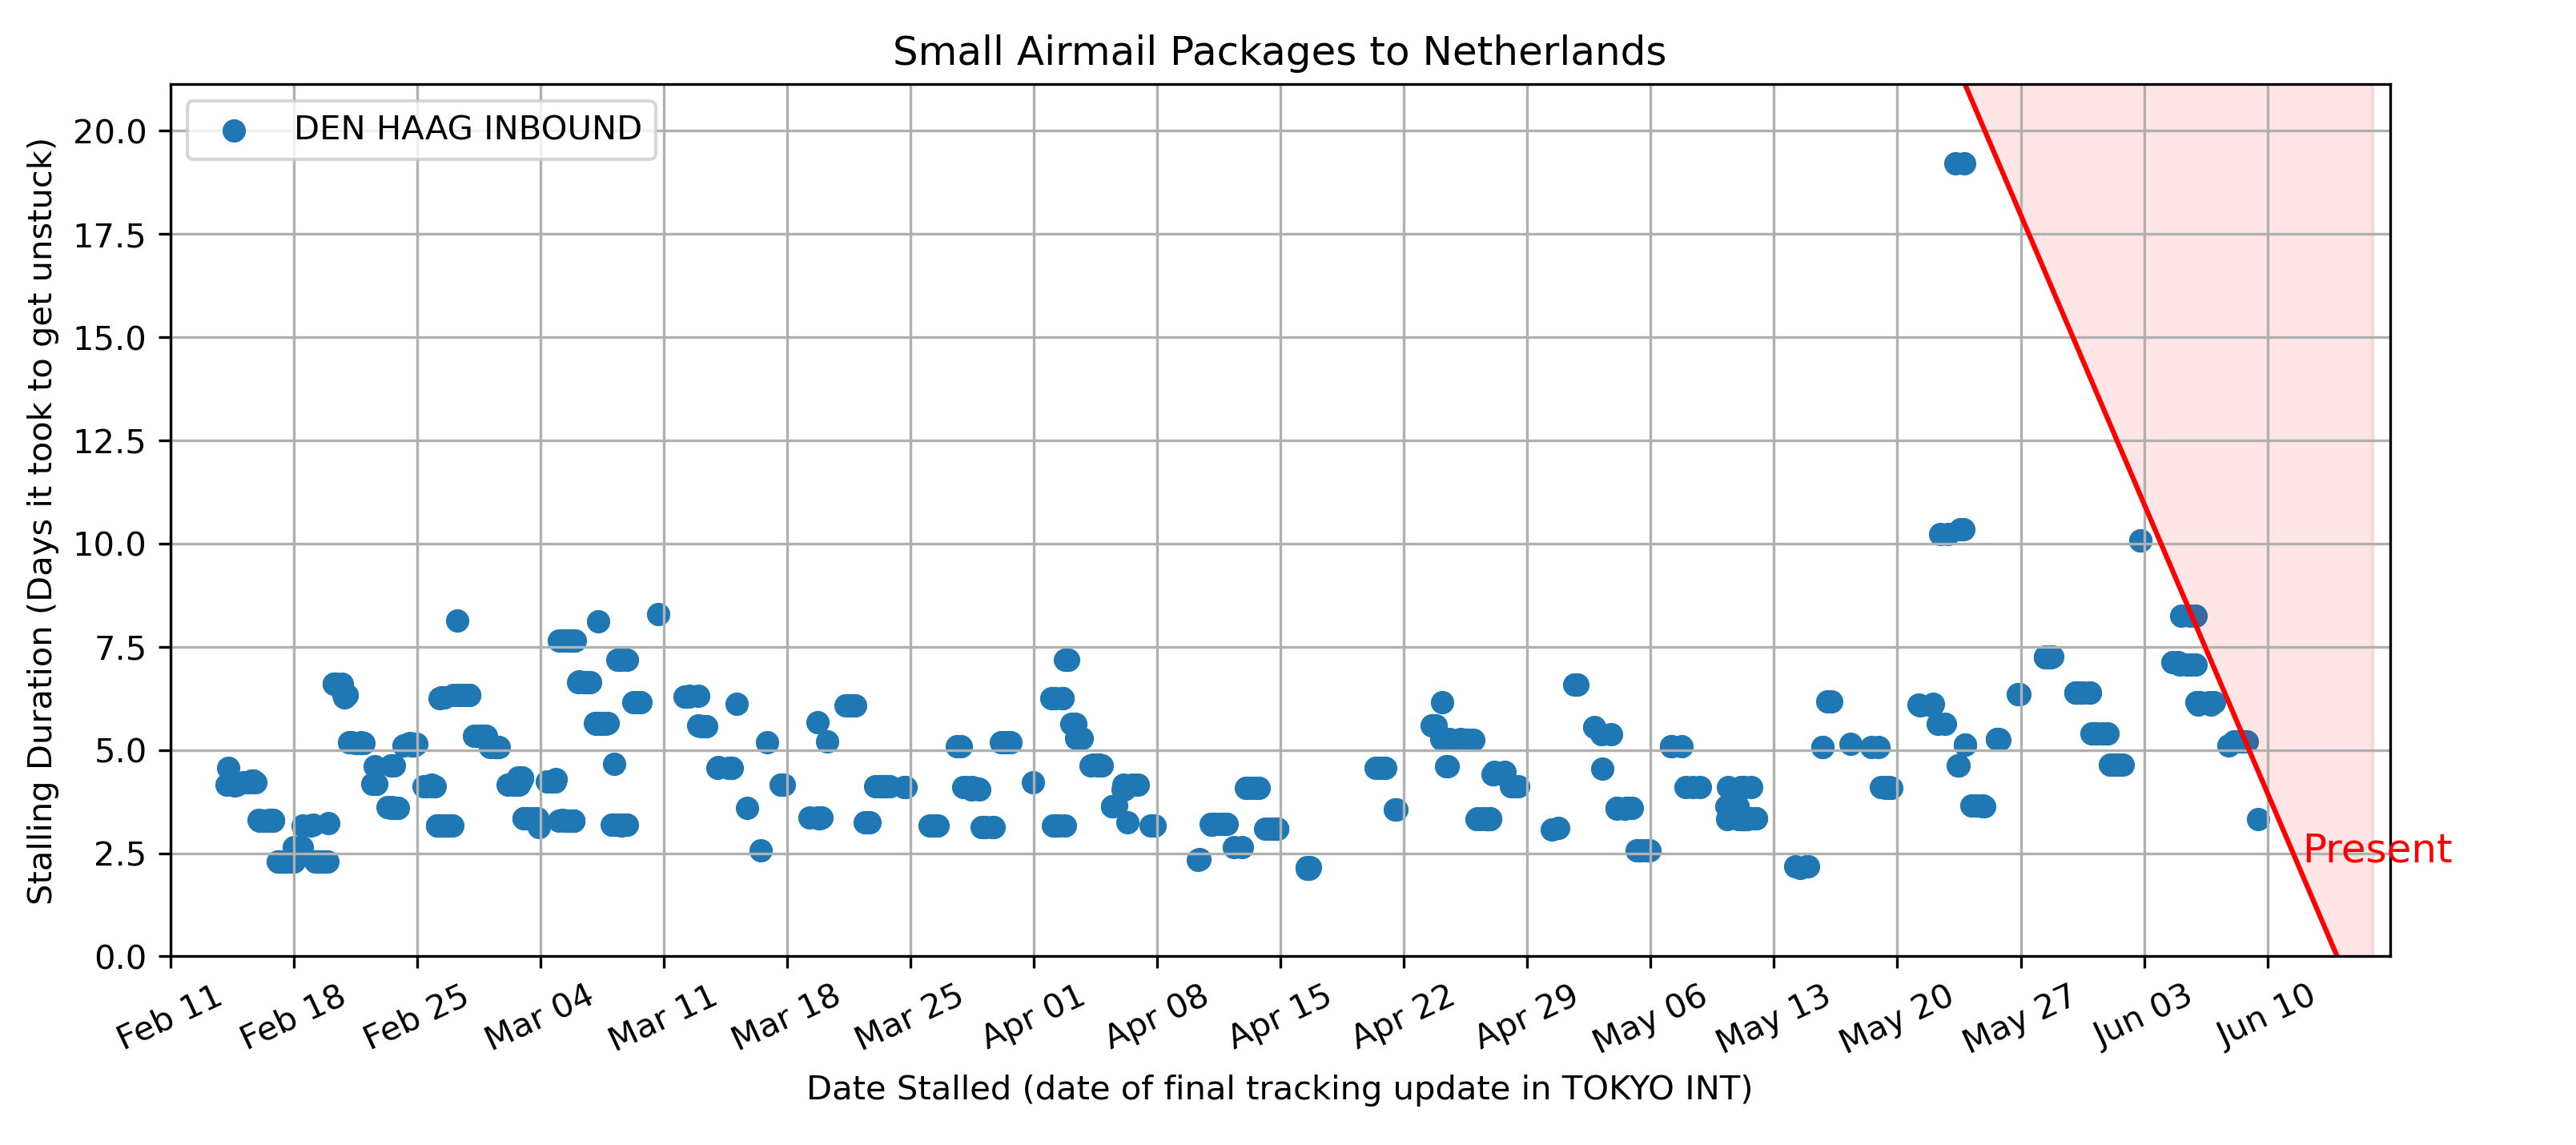 Small Airmail Packages to Netherlands
DEN HAAG INBOUND
Stalling Duration (Days it took to get unstuck)
20.0
17.5
15.0
12.5
10.0
7.5
5.0
2.5
0.0
Present
Feb 11
Feb 18
Feb 25
Mar 04
Mar 11
Mar 18
Mar 25
Apr 01
Apr 08
Apr 15
Apr 22
Apr 29
May 06
May 13
May 20
May 27
Jun 03
Jun 10
Date Stalled (date of final tracking update in TOKYO INT)